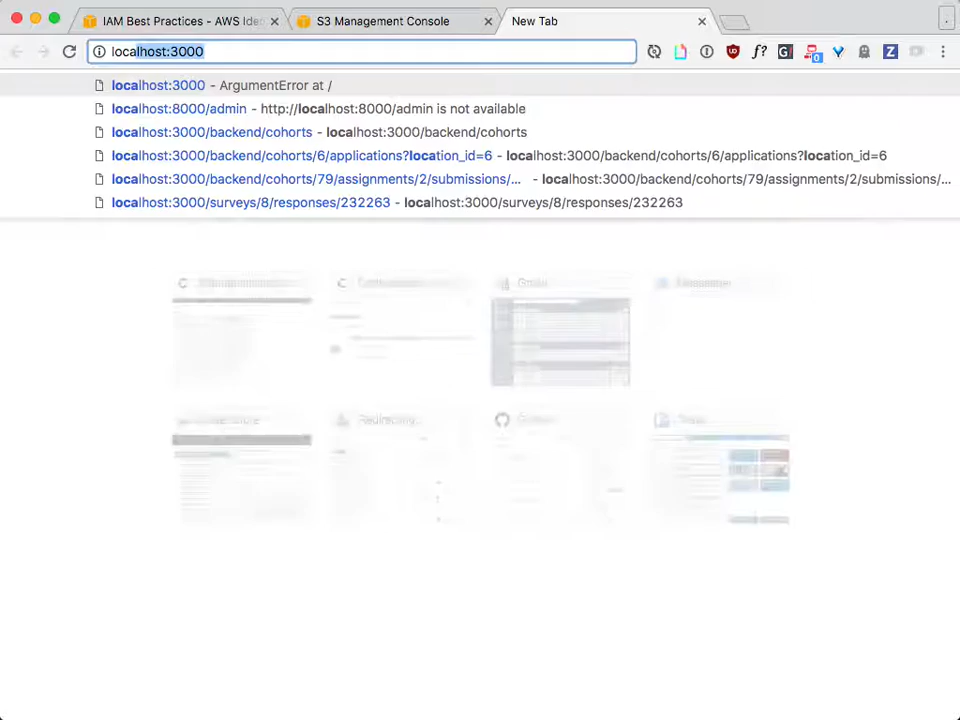 IAM Best Practices - AWS Iden
S3 Management Console
New Tab
localhost:3000
localhost:3000 - ArgumentError at /
localhost:8000/admin - http://localhost:8000/admin is not available
localhost:3000/backend/cohorts - localhost:3000/backend/cohorts
localhost:3000/backend/cohorts/6/applications?location_id=6 - localhost:3000/backend/cohorts/6/applications?location_id=6
localhost:3000/backend/cohorts/79/assignments/2/submissions/... - localhost:3000/backend/cohorts/79/assignments/2/submissions/...
localhost:3000/surveys/8/responses/232263 - localhost:3000/surveys/8/responses/232263
Redirecting...